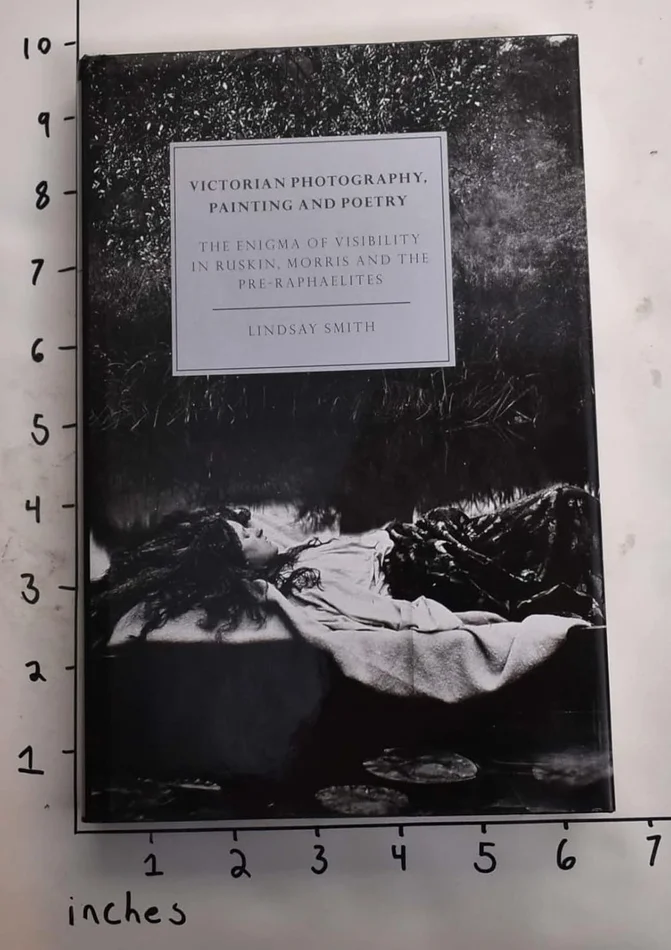 10
9
8
7
6
5
4
3
2
1
VICTORIAN PHOTOGRAPHY,
PAINTING AND POETRY
THE ENIGMA OF VISIBILITY
IN RUSKIN, MORRIS AND THE
PRE-RAPHAELITES
LINDSAY SMITH
1 2 3 4 5 6 7
inches